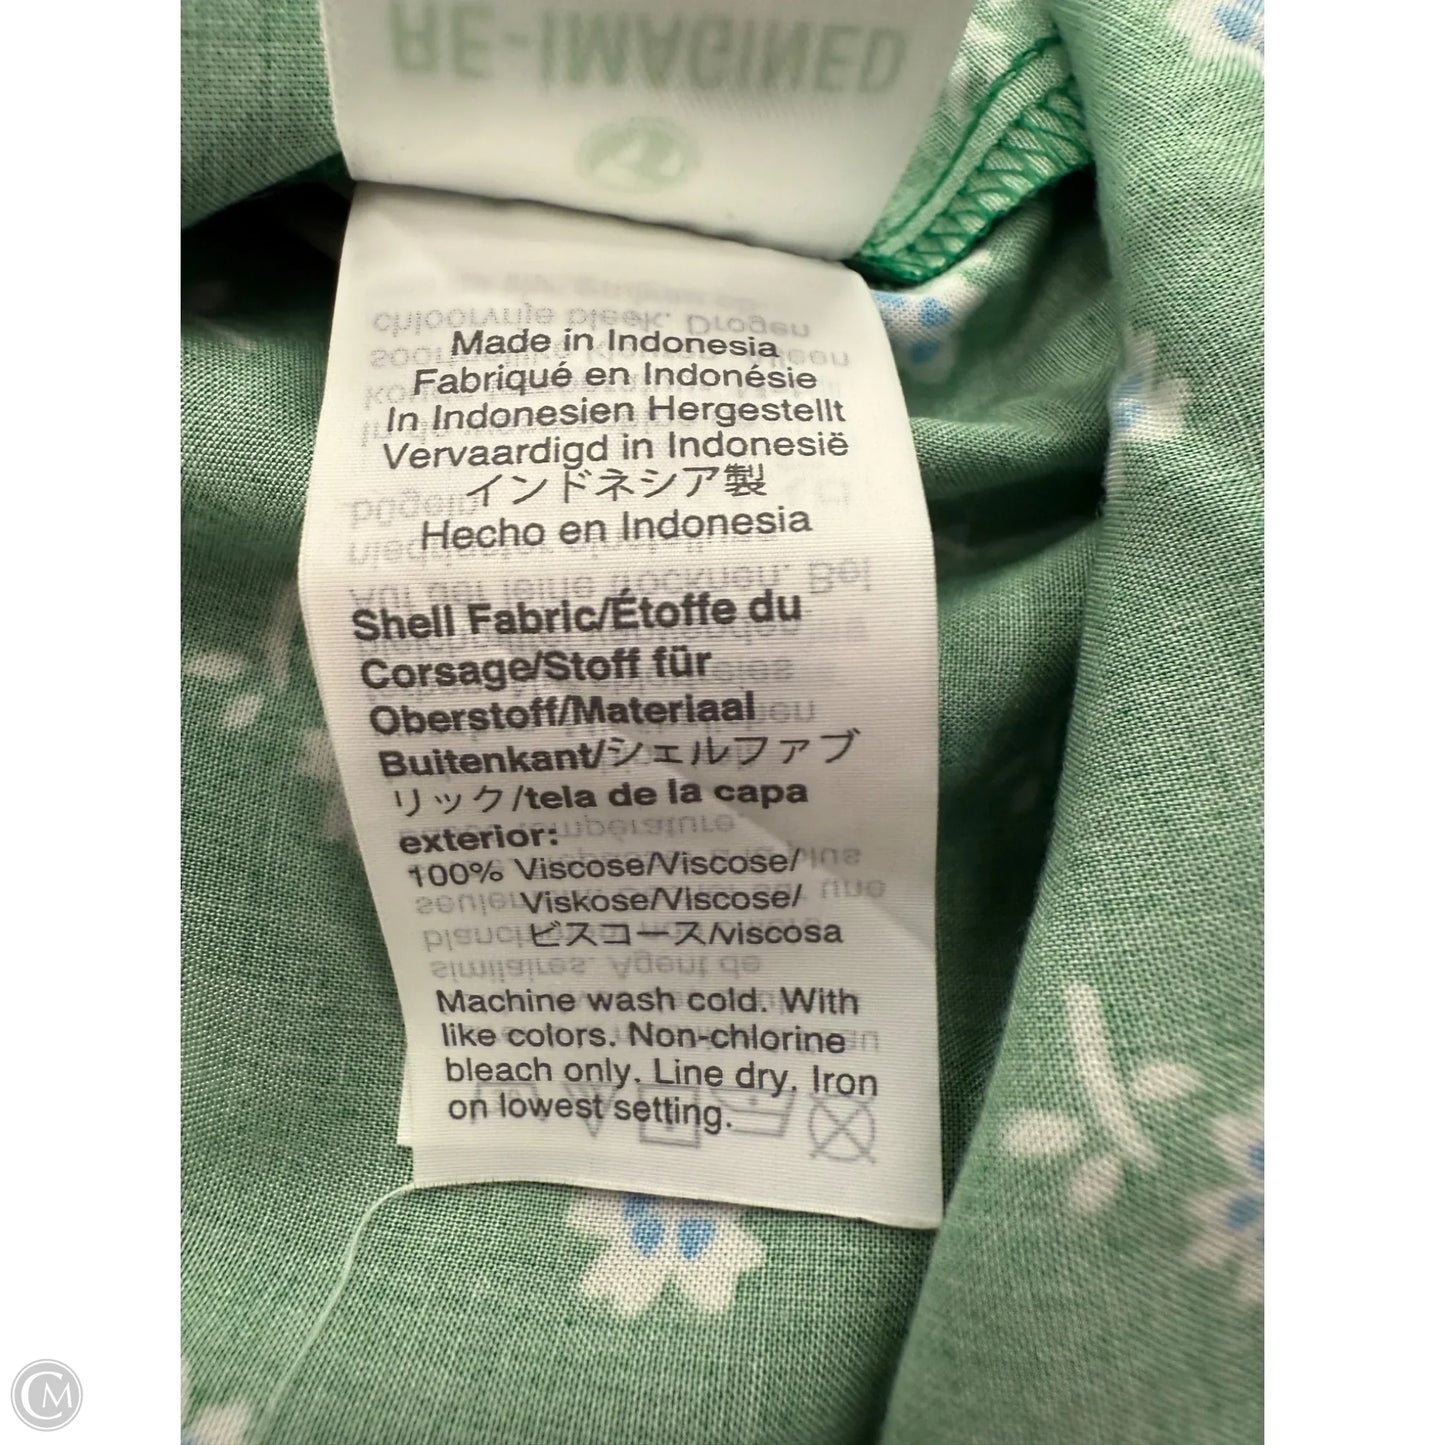 RE-IMAGINED
Made in Indonesia
Fabriqué en Indonésie
In Indonesien Hergestellt
Vervaardigd in Indonesië
インドネシア製
Hecho en Indonesia
Shell Fabric/Étoffe du
Corsage/Stoff für
Oberstoff/Materiaal
Buitenkant/シェルファブ
リック/tela de la capa
exterior:
100% Viscose/Viscose/
Viskose/Viscose/
ビスコース/viscosa
Machine wash cold. With
like colors. Non-chlorine
bleach only. Line dry. Iron
on lowest setting.
CM